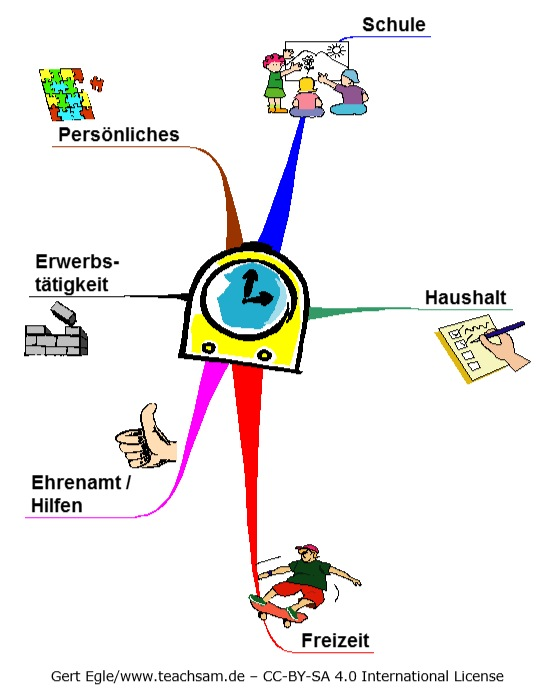 Schule
Persönliches
Erwerbs-
tätigkeit
Haushalt
Ehrenamt /
Hilfen
Freizeit
Gert Egle/www.teachsam.de – CC-BY-SA 4.0 International License